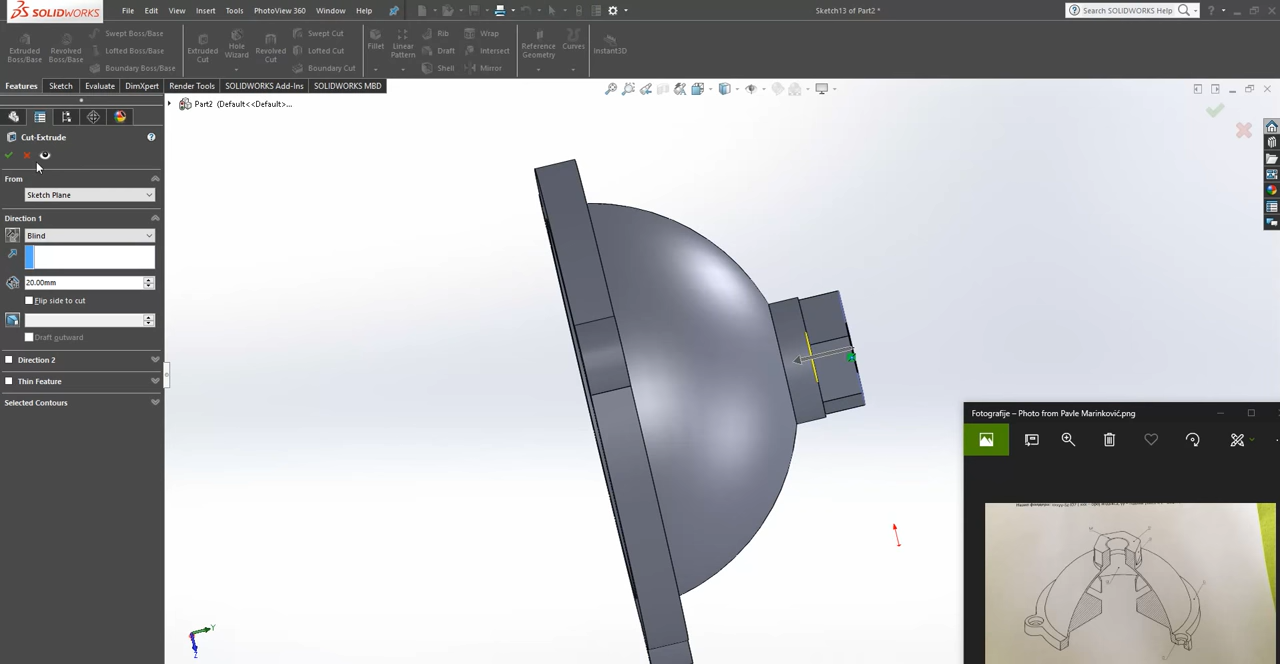 SOLIDWORKS
File Edit View Insert Tools PhotoView 360 Window Help
Sketch13 of Part2 *
Search SOLIDWORKS Help
Extruded Boss/Base
Revolved Boss/Base
Swept Boss/Base
Lofted Boss/Base
Boundary Boss/Base
Extruded Cut
Hole Wizard
Revolved Cut
Swept Cut
Lofted Cut
Boundary Cut
Fillet
Linear Pattern
Rib
Draft
Shell
Wrap
Intersect
Mirror
Reference Geometry
Curves
Instant3D
Features Sketch Evaluate DimXpert Render Tools SOLIDWORKS Add-Ins SOLIDWORKS MBD
Part2 (Default<<Default>...
Cut-Extrude
From
Sketch Plane
Direction 1
Blind
20.00mm
Flip side to cut
Draft outward
Direction 2
Thin Feature
Selected Contours
Fotografije – Photo from Pavle Marinković.png
Y
Z